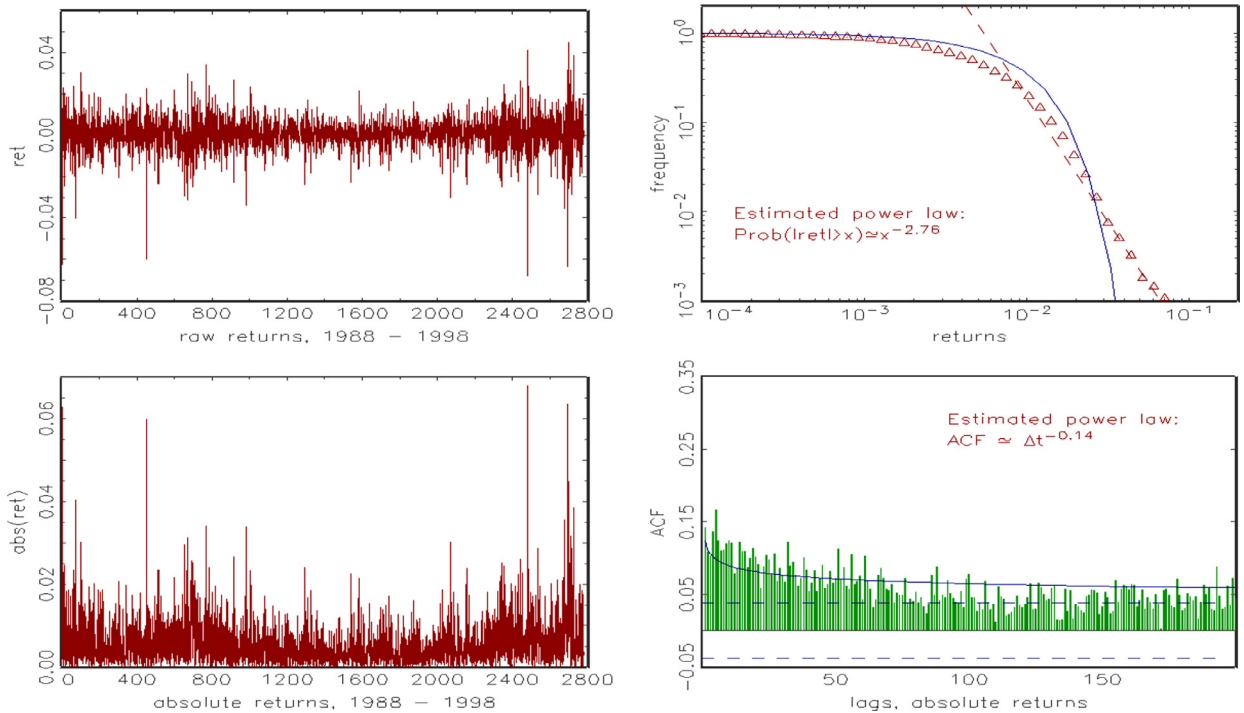 0.04
0.00
−0.04
−0.08
ret
0 400 800 1200 1600 2000 2400 2800
raw returns, 1988 − 1998
10⁰
10⁻¹
10⁻²
10⁻³
frequency
Estimated power law:
Prob(|ret|>x)≃x⁻²·⁷⁶
10⁻⁴ 10⁻³ 10⁻² 10⁻¹
returns
0.06
0.04
0.02
0.00
abs(ret)
0 400 800 1200 1600 2000 2400 2800
absolute returns, 1988 − 1998
0.35
0.25
0.15
0.05
−0.05
ACF
Estimated power law:
ACF ≃ Δt⁻⁰·¹⁴
50 100 150
lags, absolute returns